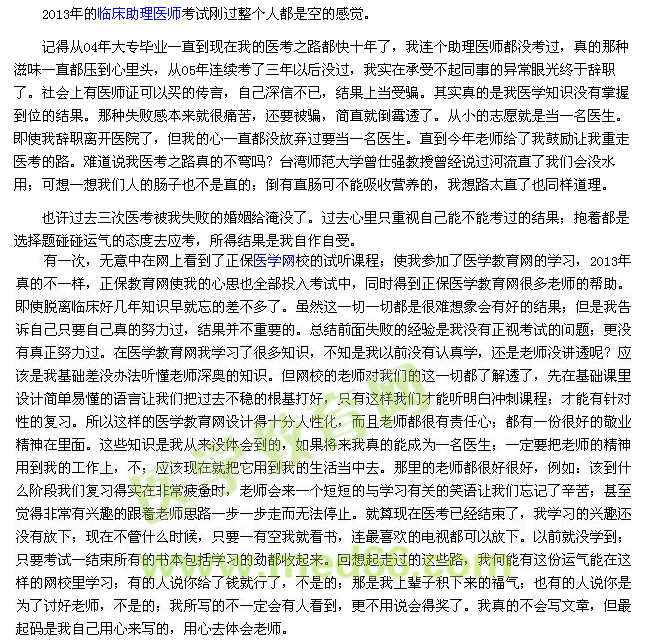 2013年的临床助理医师考试刚过整个人都是空的感觉。
记得从04年大专毕业一直到现在我的医考之路都快十年了，我连个助理医师都没考过，真的那种
滋味一直都压到心里头，从05年连续考了三年以后没过，我实在承受不起同事的异常眼光终于辞职
了。社会上有医师证可以买的传言，自己深信不已，结果上当受骗。其实真的是我医学知识没有掌握
到位的结果。那种失败感本来就很痛苦，还要被骗，简直就倒霉透了。从小的志愿就是当一名医生。
即使我辞职离开医院了，但我的心一直都没放弃过要当一名医生。直到今年老师给了我鼓励让我重走
医考的路。难道说我医考之路真的不弯吗？台湾师范大学曾仕强教授曾经说过河流直了我们会没水
用；可想一想我们人的肠子也不是直的；倒有直肠可不能吸收营养的，我想路太直了也同样道理。
也许过去三次医考被我失败的婚姻给淹没了。过去心里只重视自己能不能考过的结果；抱着都是
选择题碰碰运气的态度去应考，所得结果是我自作自受。
有一次，无意中在网上看到了正保医学网校的试听课程；使我参加了医学教育网的学习，2013年
真的不一样，正保教育网使我的心思也全部投入考试中，同时得到正保医学教育网很多老师的帮助。
即使脱离临床好几年知识早就忘的差不多了。虽然这一切一切都是很难想象会有好的结果；但是我告
诉自己只要自己真的努力过，结果并不重要的。总结前面失败的经验是我没有正视考试的问题；更没
有真正努力过。在医学教育网我学习了很多知识，不知是我以前没有认真学，还是老师没讲透呢？应
该是我基础差没办法听懂老师深奥的知识。但网校的老师对我们的这一切都了解透了，先在基础课里
设计简单易懂的语言让我们把过去不稳的根基打好，只有这样我们才能听明白冲刺课程；才能有针对
性的复习。所以这样的医学教育网设计得十分人性化，而且老师都很有责任心；都有一份很好的敬业
精神在里面。这些知识是我从来没体会到的，如果将来我真的能成为一名医生；一定要把老师的精神
用到我的工作上，不；应该现在就把它用到我的生活当中去。那里的老师都很好很好，例如：该到什
么阶段我们复习得实在非常疲惫时，老师会来一个短短的与学习有关的笑语让我们忘记了辛苦；甚至
觉得非常有兴趣的跟着老师思路一步一步走而无法停止。就算现在医考已经结束了，我学习的兴趣还
没有放下；现在不管什么时候，只要一有空我就看书，连最喜欢的电视都可以放下。以前就没学到；
只要考试一结束所有的书本包括学习的劲都收起来。回想起走过的这些路，我可能有这份运气能在这
样的网校里学习；有的人说你给了钱就行了，不是的；那是我上辈子积下来的福气；也有的人说你是
为了讨好老师，不是的；我所写的不一定会有人看到，更不用说会得奖了。我真的不会写文章，但最
起码是我自己用心来写的，用心去体会老师。
医学教育网
www.med66.com